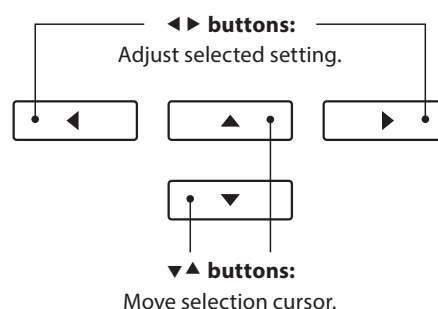 ◀▶ buttons:
Adjust selected setting.
▼▲ buttons:
Move selection cursor.